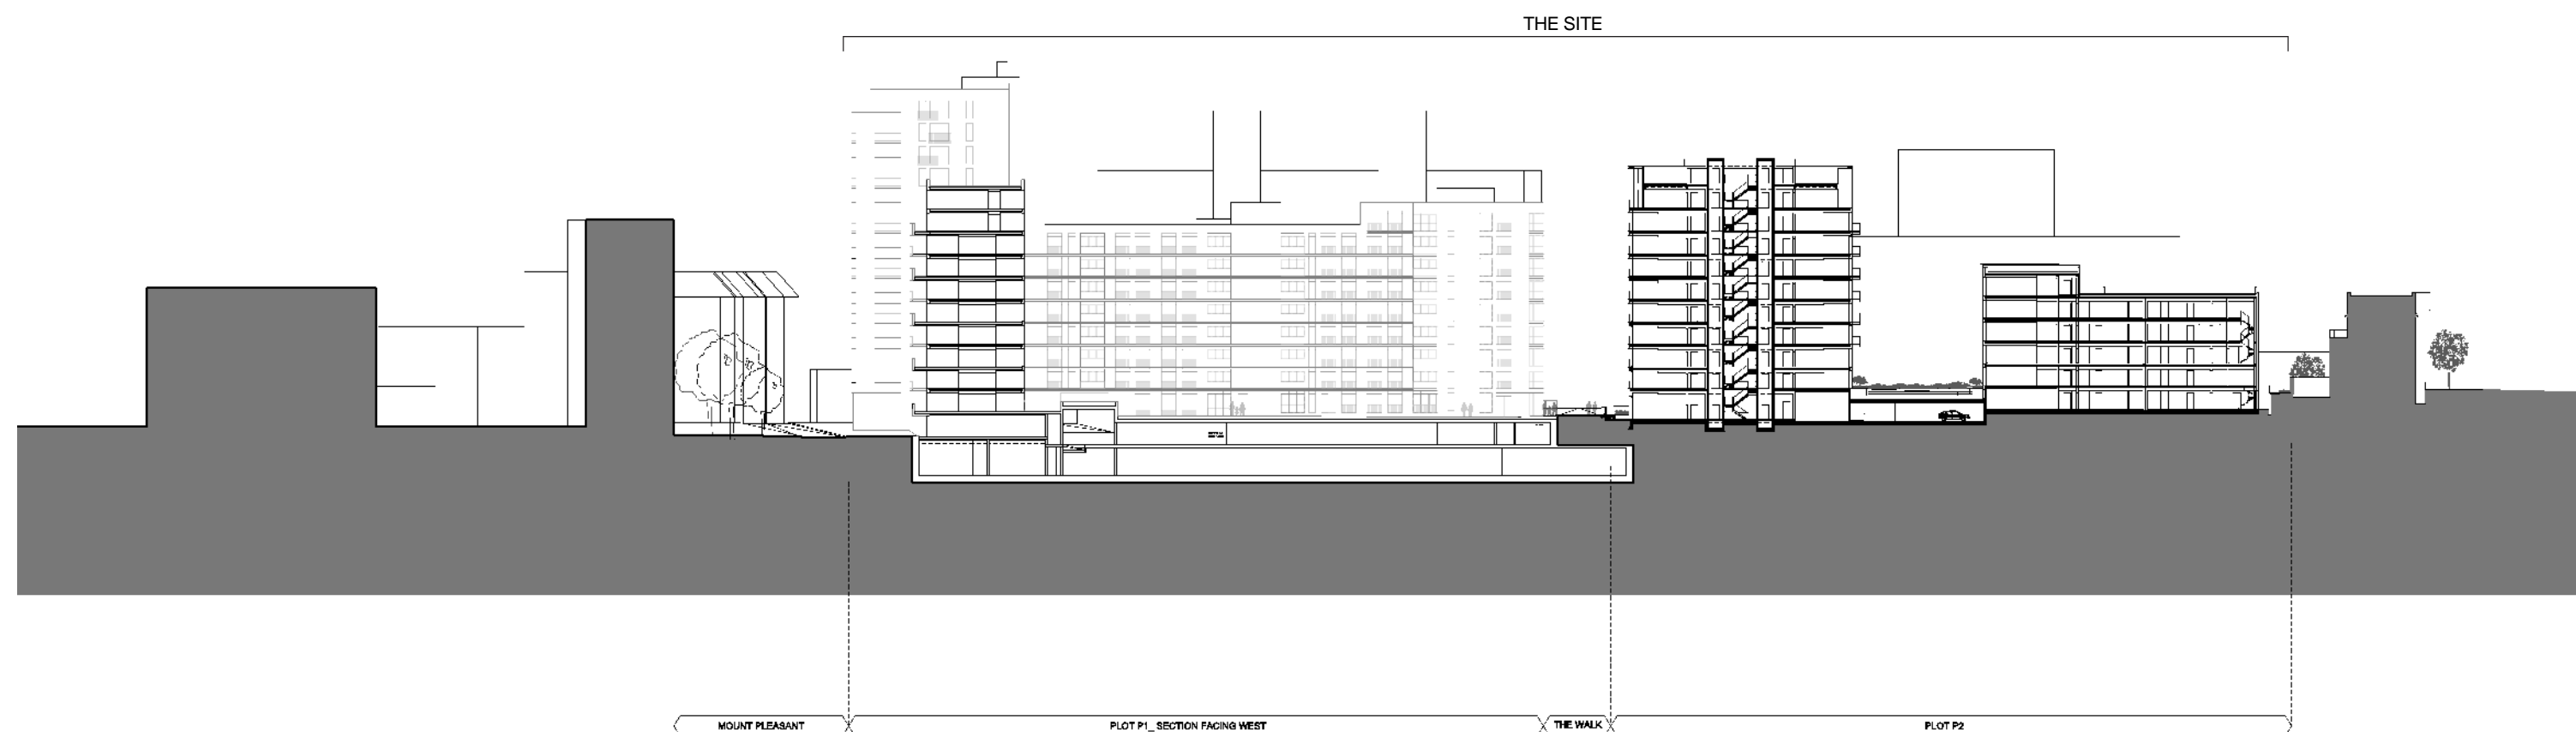 THE SITE
MOUNT PLEASANT
PLOT P1_ SECTION FACING WEST
THE WALK
PLOT P2